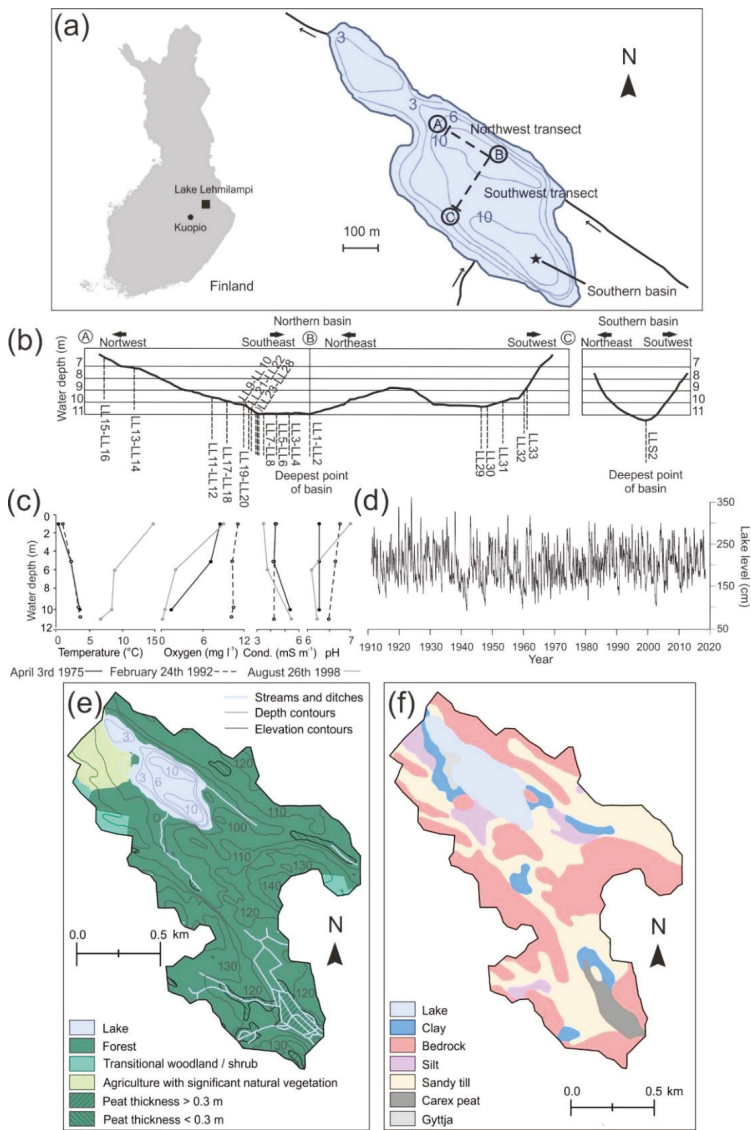 (a)
3
N
3
6
A
Northwest transect
10
B
Lake Lehmilampi
Southwest transect
Kuopio
C
10
100 m
Finland
Southern basin
(b)
A
Northwest
Northern basin
Southeast
B
Northeast
Southwest
C
Southern basin
Northeast
Southwest
Water depth (m)
7
8
9
10
11
7
8
9
10
11
7
8
9
10
11
LL15-LL16
LL13-LL14
LL11-LL12
LL17-LL18
LL19-LL20
LL9-LL10
LL21-LL22
LL23-LL28
LL7-LL8
LL5-LL6
LL3-LL4
LL1-LL2
LL29
LL30
LL31
LL32
LL33
LLS2
Deepest point
of basin
Deepest point
of basin
(c)
Water depth (m)
0
2
4
6
8
10
12
0
5
10
15
0
6
12
3
4
5
6
6
7
Temperature (°C)
Oxygen (mg l⁻¹)
Cond. (mS m⁻¹)
pH
April 3rd 1975
February 24th 1992
August 26th 1998
(d)
350
250
150
50
Lake level
(cm)
1910
1920
1930
1940
1950
1960
1970
1980
1990
2000
2010
2020
Year
(e)
Streams and ditches
Depth contours
Elevation contours
3
3
6
10
10
120
110
100
110
130
140
120
130
120
120
130
N
0.0
0.5 km
Lake
Forest
Transitional woodland / shrub
Agriculture with significant natural vegetation
Peat thickness > 0.3 m
Peat thickness < 0.3 m
(f)
N
Lake
Clay
Bedrock
Silt
Sandy till
Carex peat
Gyttja
0.0
0.5 km